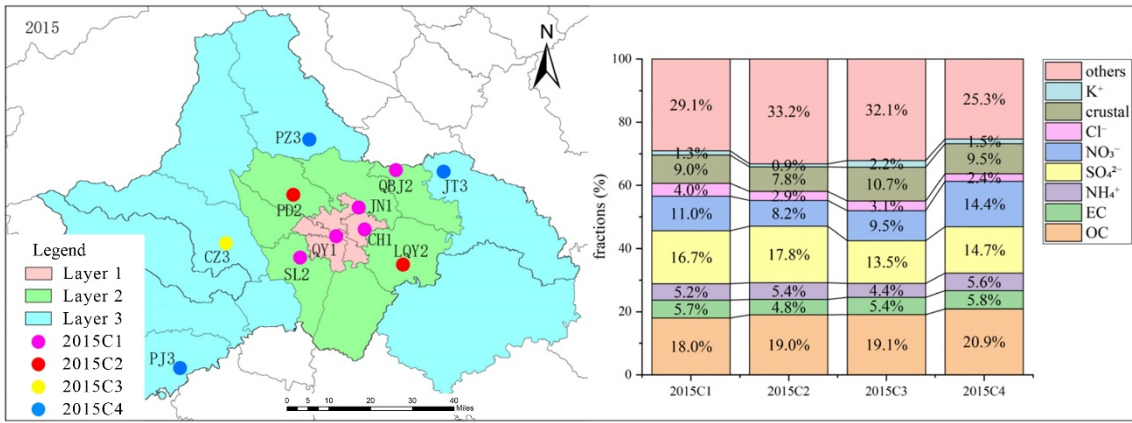 2015
N
PZ3
QBJ2
JT3
PD2
JN1
CH1
QY1
LQY2
CZ3
SL2
PJ3
Legend
Layer 1
Layer 2
Layer 3
2015C1
2015C2
2015C3
2015C4
0 5 10 20 30 40
Miles
fractions (%)
100
80
60
40
20
0
29.1% 33.2% 32.1% 25.3%
1.3% 0.9% 2.2% 1.5%
9.0% 7.8% 10.7% 9.5%
4.0% 2.9% 3.1% 2.4%
11.0% 8.2% 9.5% 14.4%
16.7% 17.8% 13.5% 14.7%
5.2% 5.4% 4.4% 5.6%
5.7% 4.8% 5.4% 5.8%
18.0% 19.0% 19.1% 20.9%
2015C1 2015C2 2015C3 2015C4
others
K⁺
crustal
Cl⁻
NO₃⁻
SO₄²⁻
NH₄⁺
EC
OC